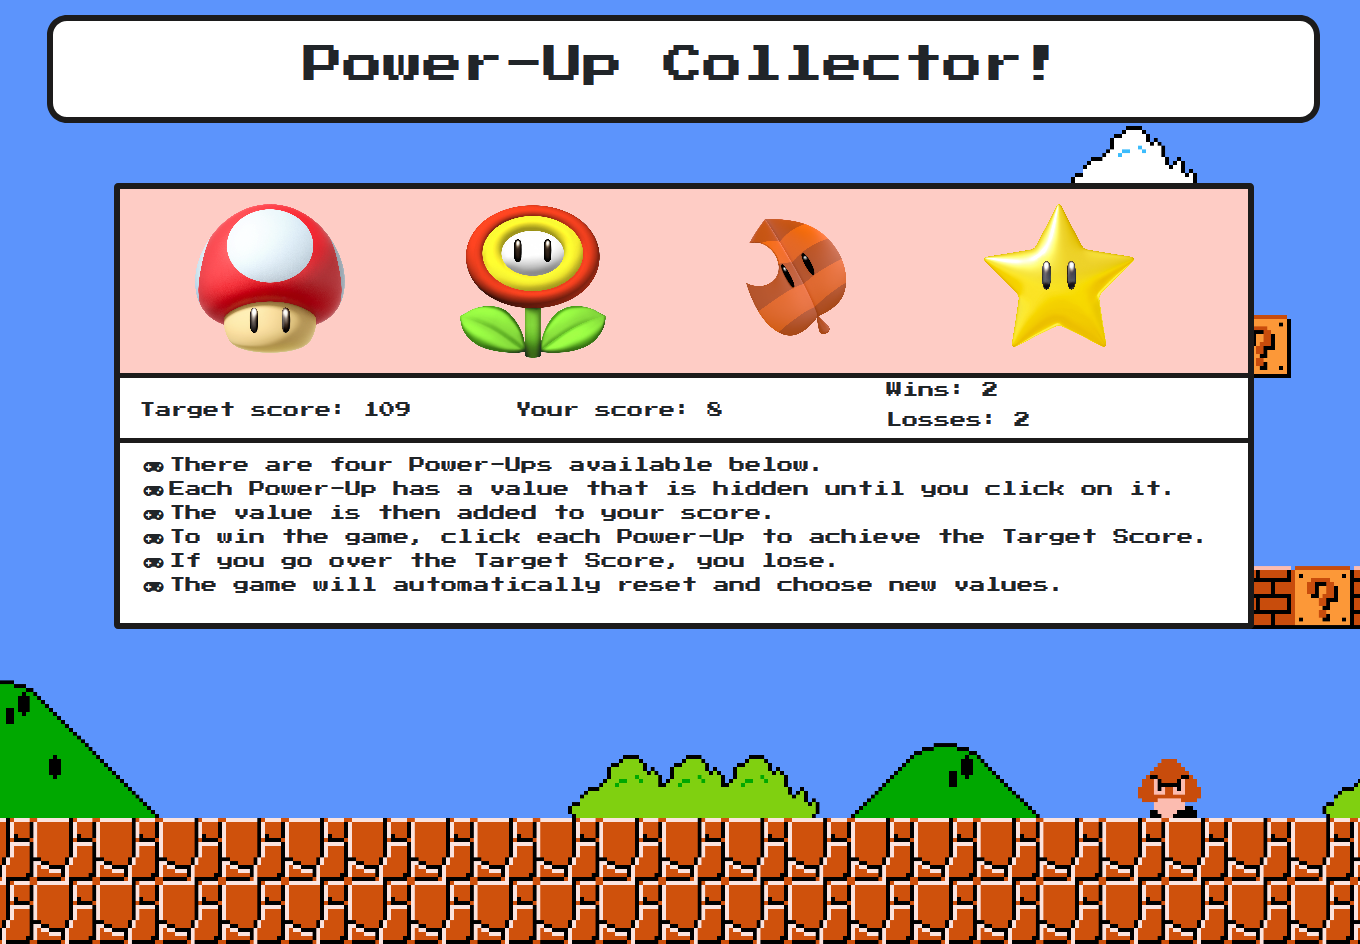 Power-Up Collector!
Target score: 109
Your score: 8
Wins: 2
Losses: 2
There are four Power-Ups available below.
Each Power-Up has a value that is hidden until you click on it.
The value is then added to your score.
To win the game, click each Power-Up to achieve the Target Score.
If you go over the Target Score, you lose.
The game will automatically reset and choose new values.
?
?